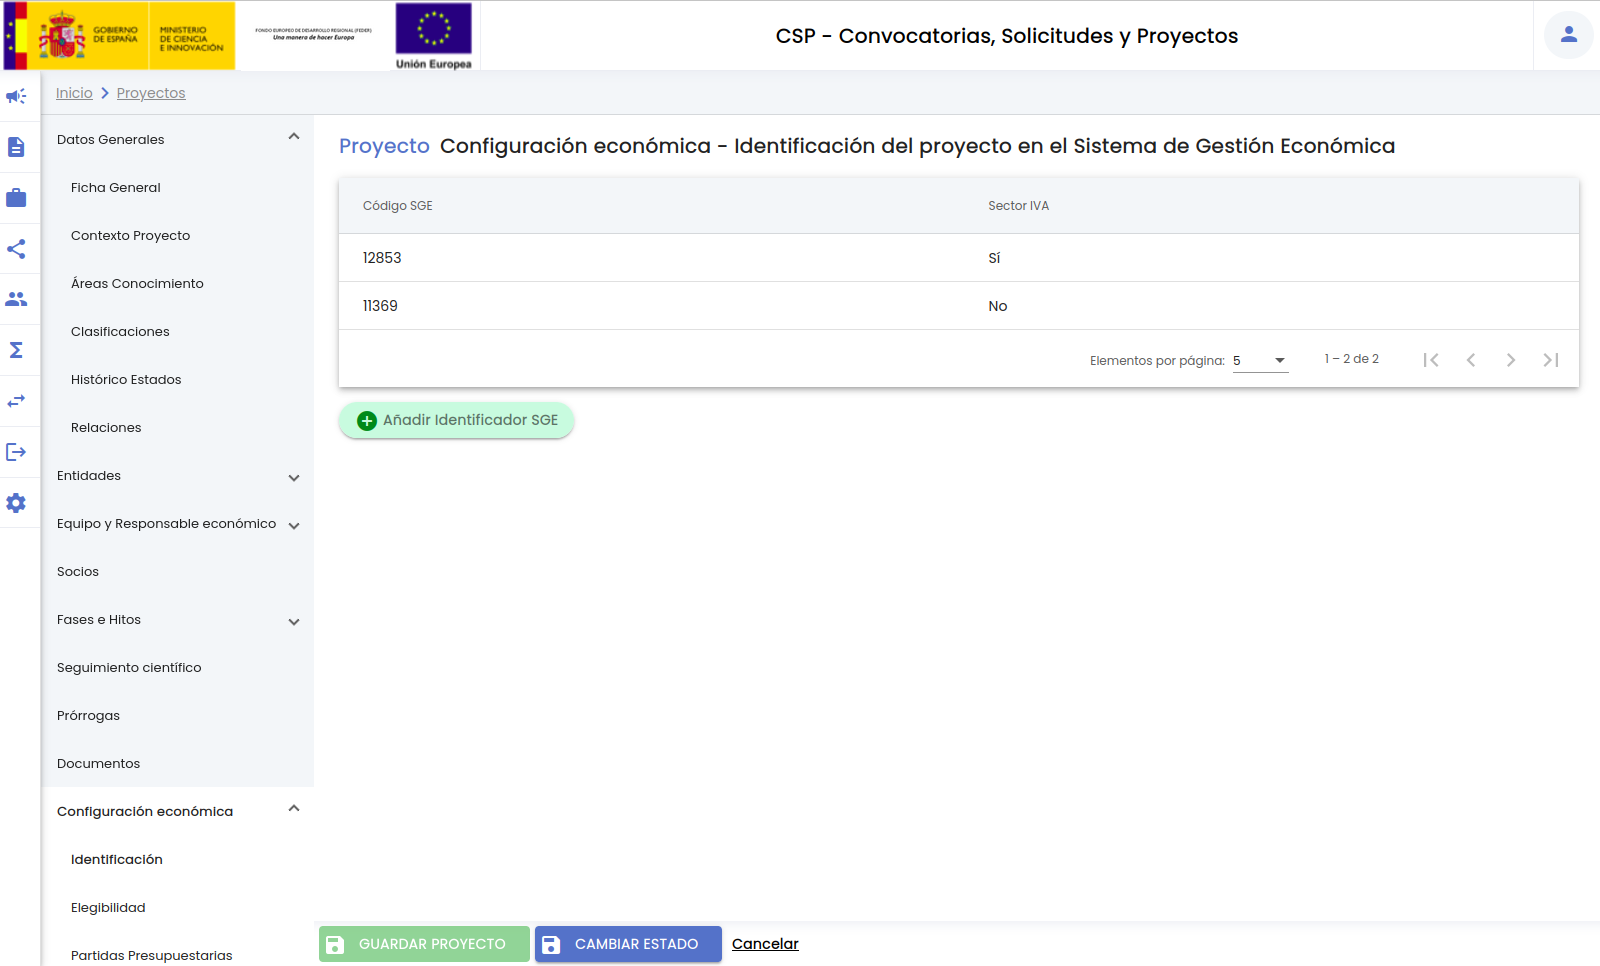 GOBIERNO
DE ESPAÑA
MINISTERIO
DE CIENCIA
E INNOVACIÓN
FONDO EUROPEO DE DESARROLLO REGIONAL (FEDER)
Una manera de hacer Europa
Unión Europea
CSP - Convocatorias, Solicitudes y Proyectos
Inicio
Proyectos
Datos Generales
Ficha General
Contexto Proyecto
Áreas Conocimiento
Clasificaciones
Histórico Estados
Relaciones
Entidades
Equipo y Responsable económico
Socios
Fases e Hitos
Seguimiento científico
Prórrogas
Documentos
Configuración económica
Identificación
Elegibilidad
Partidas Presupuestarias
Proyecto Configuración económica - Identificación del proyecto en el Sistema de Gestión Económica
Código SGE Sector IVA
12853 Sí
11369 No
Elementos por página: 5 1 – 2 de 2
Añadir Identificador SGE
GUARDAR PROYECTO CAMBIAR ESTADO Cancelar